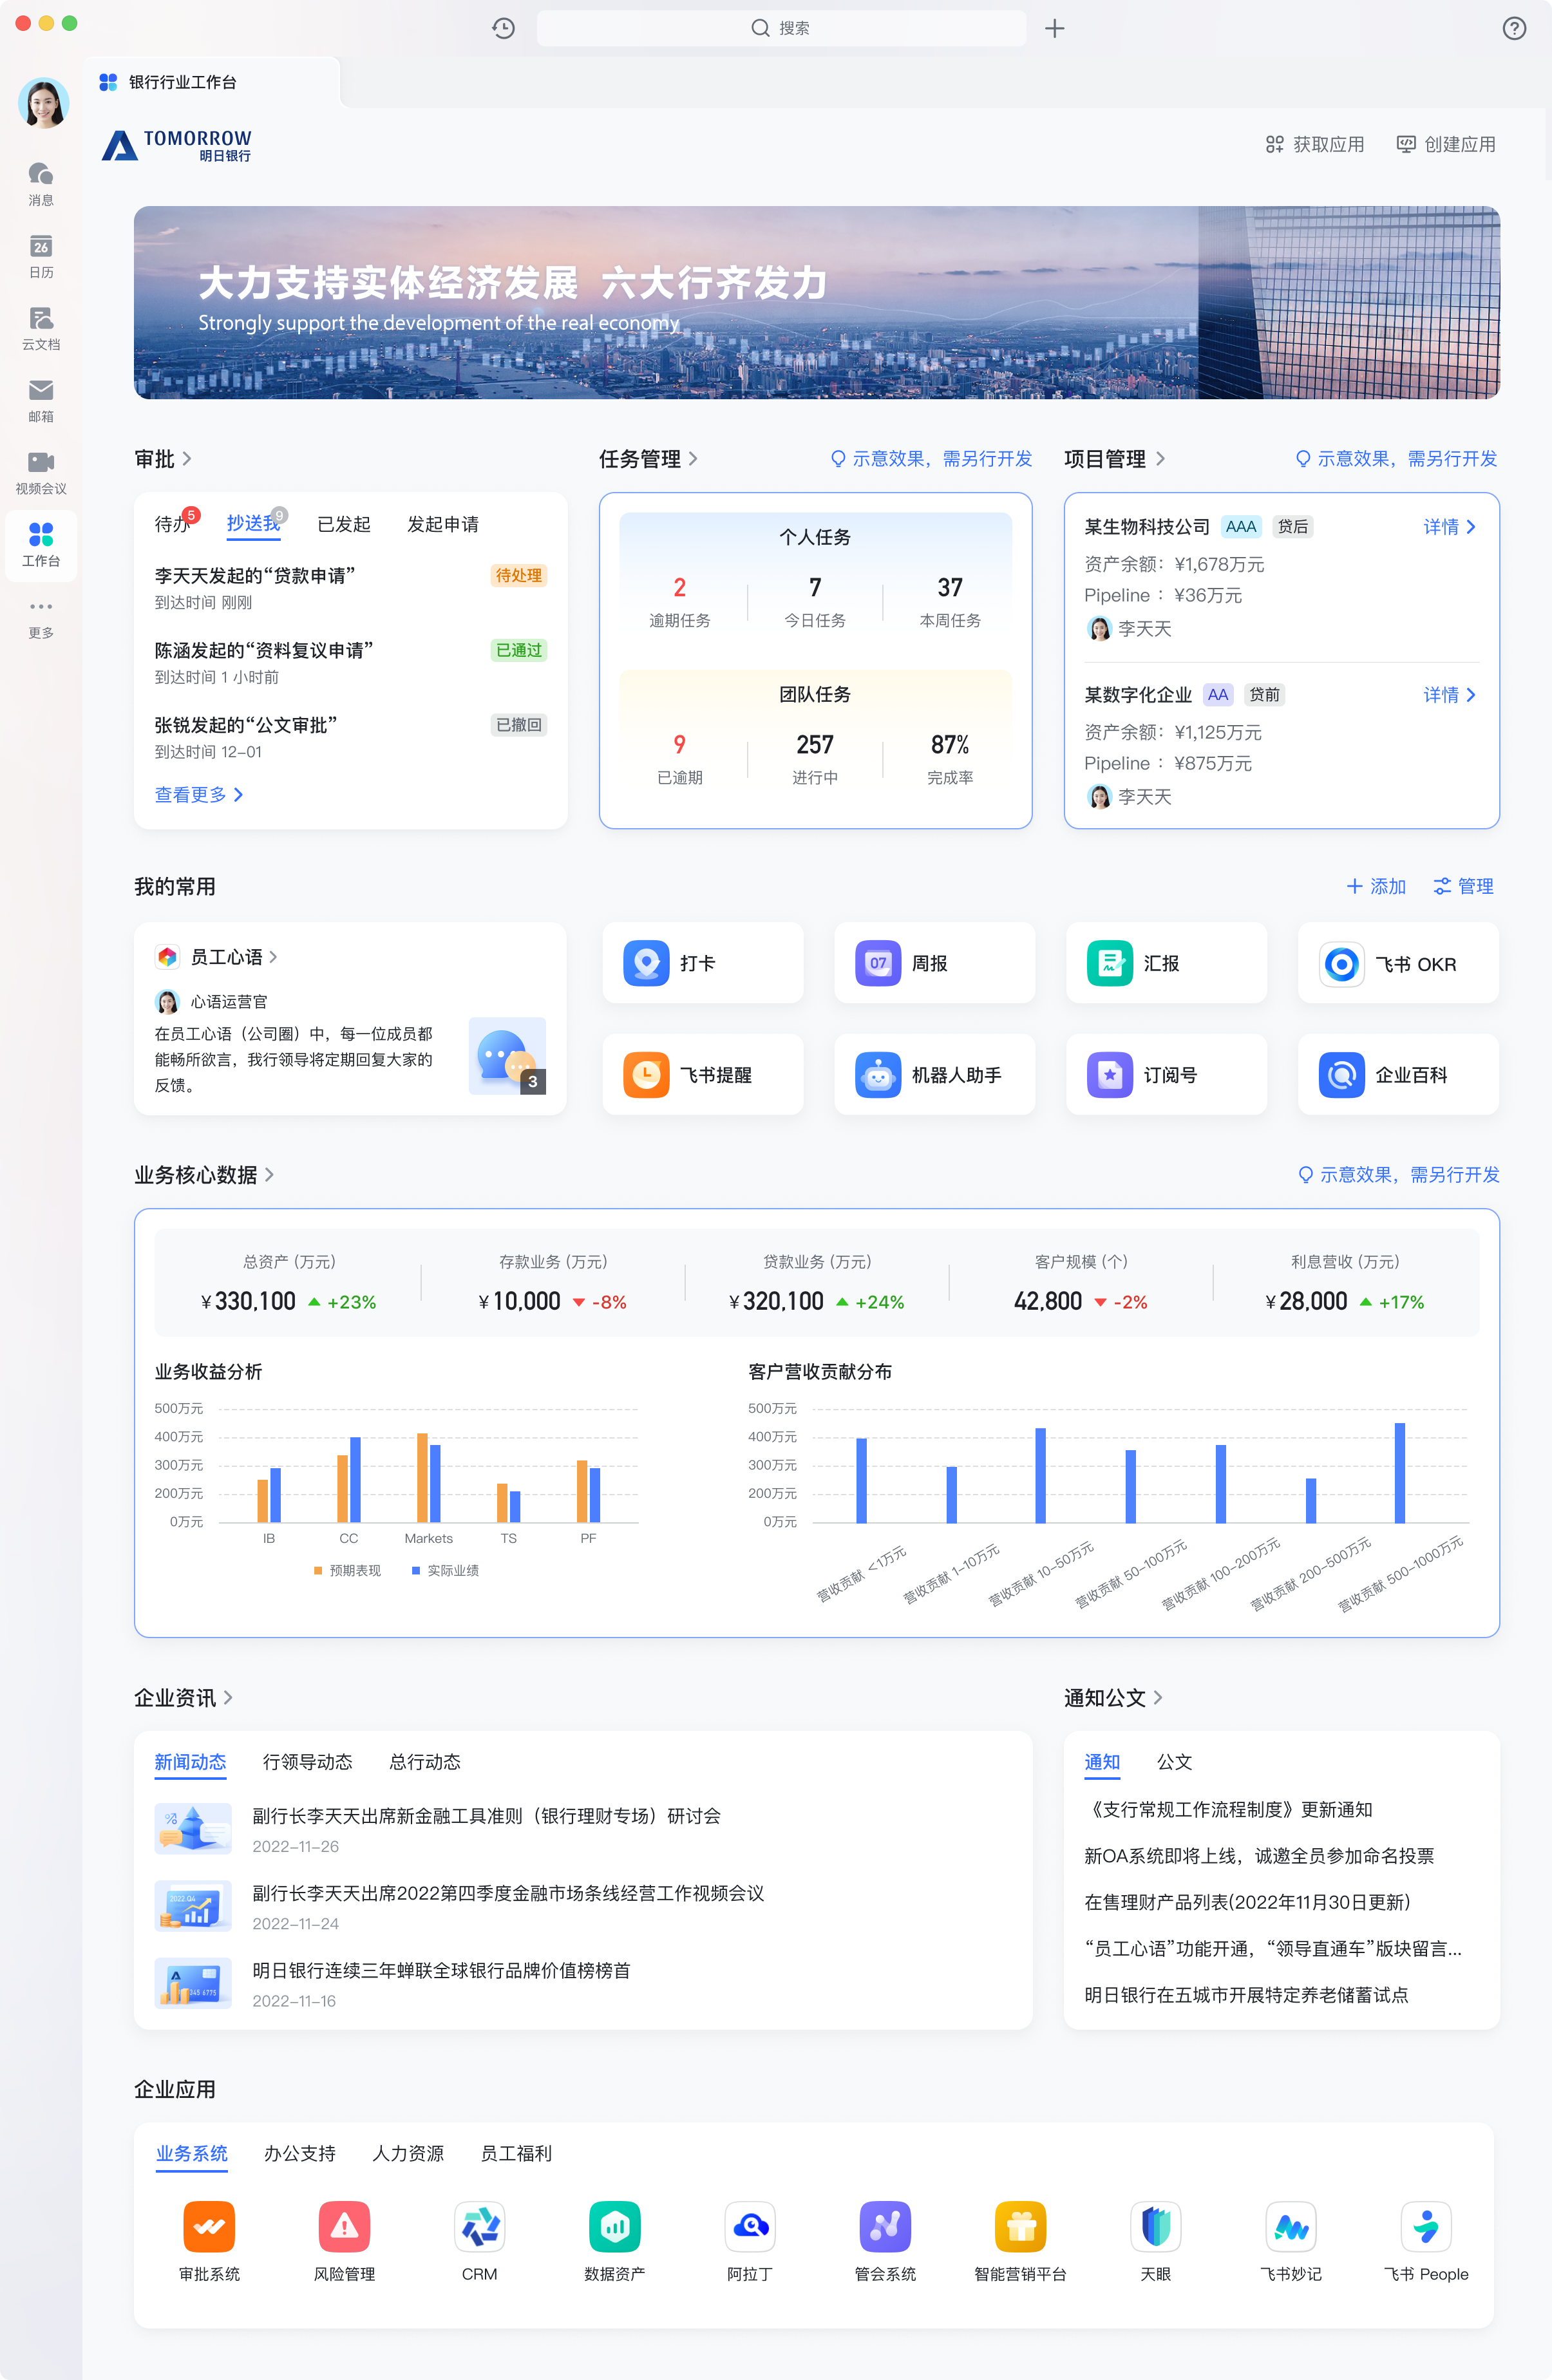 搜索
银行行业工作台
TOMORROW
明日银行
获取应用
创建应用
消息
26
日历
云文档
邮箱
视频会议
工作台
更多
大力支持实体经济发展 六大行齐发力
Strongly support the development of the real economy
审批
待办 5 抄送我 9 已发起 发起申请
李天天发起的“贷款申请” 待处理
到达时间 刚刚
陈涵发起的“资料复议申请” 已通过
到达时间 1 小时前
张锐发起的“公文审批” 已撤回
到达时间 12-01
查看更多
任务管理 示意效果，需另行开发
个人任务
2 7 37
逾期任务 今日任务 本周任务
团队任务
9 257 87%
已逾期 进行中 完成率
项目管理 示意效果，需另行开发
某生物科技公司 AAA 贷后 详情
资产余额：¥1,678万元
Pipeline ：¥36万元
李天天
某数字化企业 AA 贷前 详情
资产余额：¥1,125万元
Pipeline ：¥875万元
李天天
我的常用 添加 管理
员工心语
心语运营官
在员工心语（公司圈）中，每一位成员都
能畅所欲言，我行领导将定期回复大家的
反馈。
3
打卡
07
周报
汇报
飞书 OKR
飞书提醒
机器人助手
订阅号
企业百科
业务核心数据 示意效果，需另行开发
总资产 (万元) 存款业务 (万元) 贷款业务 (万元) 客户规模 (个) 利息营收 (万元)
¥330,100 +23% ¥10,000 -8% ¥320,100 +24% 42,800 -2% ¥28,000 +17%
业务收益分析
500万元
400万元
300万元
200万元
0万元
IB CC Markets TS PF
预期表现 实际业绩
客户营收贡献分布
500万元
400万元
300万元
200万元
0万元
营收贡献 <1万元
营收贡献 1-10万元
营收贡献 10-50万元
营收贡献 50-100万元
营收贡献 100-200万元
营收贡献 200-500万元
营收贡献 500-1000万元
企业资讯
新闻动态 行领导动态 总行动态
副行长李天天出席新金融工具准则（银行理财专场）研讨会
2022-11-26
2022.Q4
副行长李天天出席2022第四季度金融市场条线经营工作视频会议
2022-11-24
明日银行连续三年蝉联全球银行品牌价值榜榜首
2022-11-16
通知公文
通知 公文
《支行常规工作流程制度》更新通知
新OA系统即将上线，诚邀全员参加命名投票
在售理财产品列表(2022年11月30日更新)
“员工心语”功能开通，“领导直通车”版块留言...
明日银行在五城市开展特定养老储蓄试点
企业应用
业务系统 办公支持 人力资源 员工福利
审批系统 风险管理 CRM 数据资产 阿拉丁 管会系统 智能营销平台 天眼 飞书妙记 飞书 People